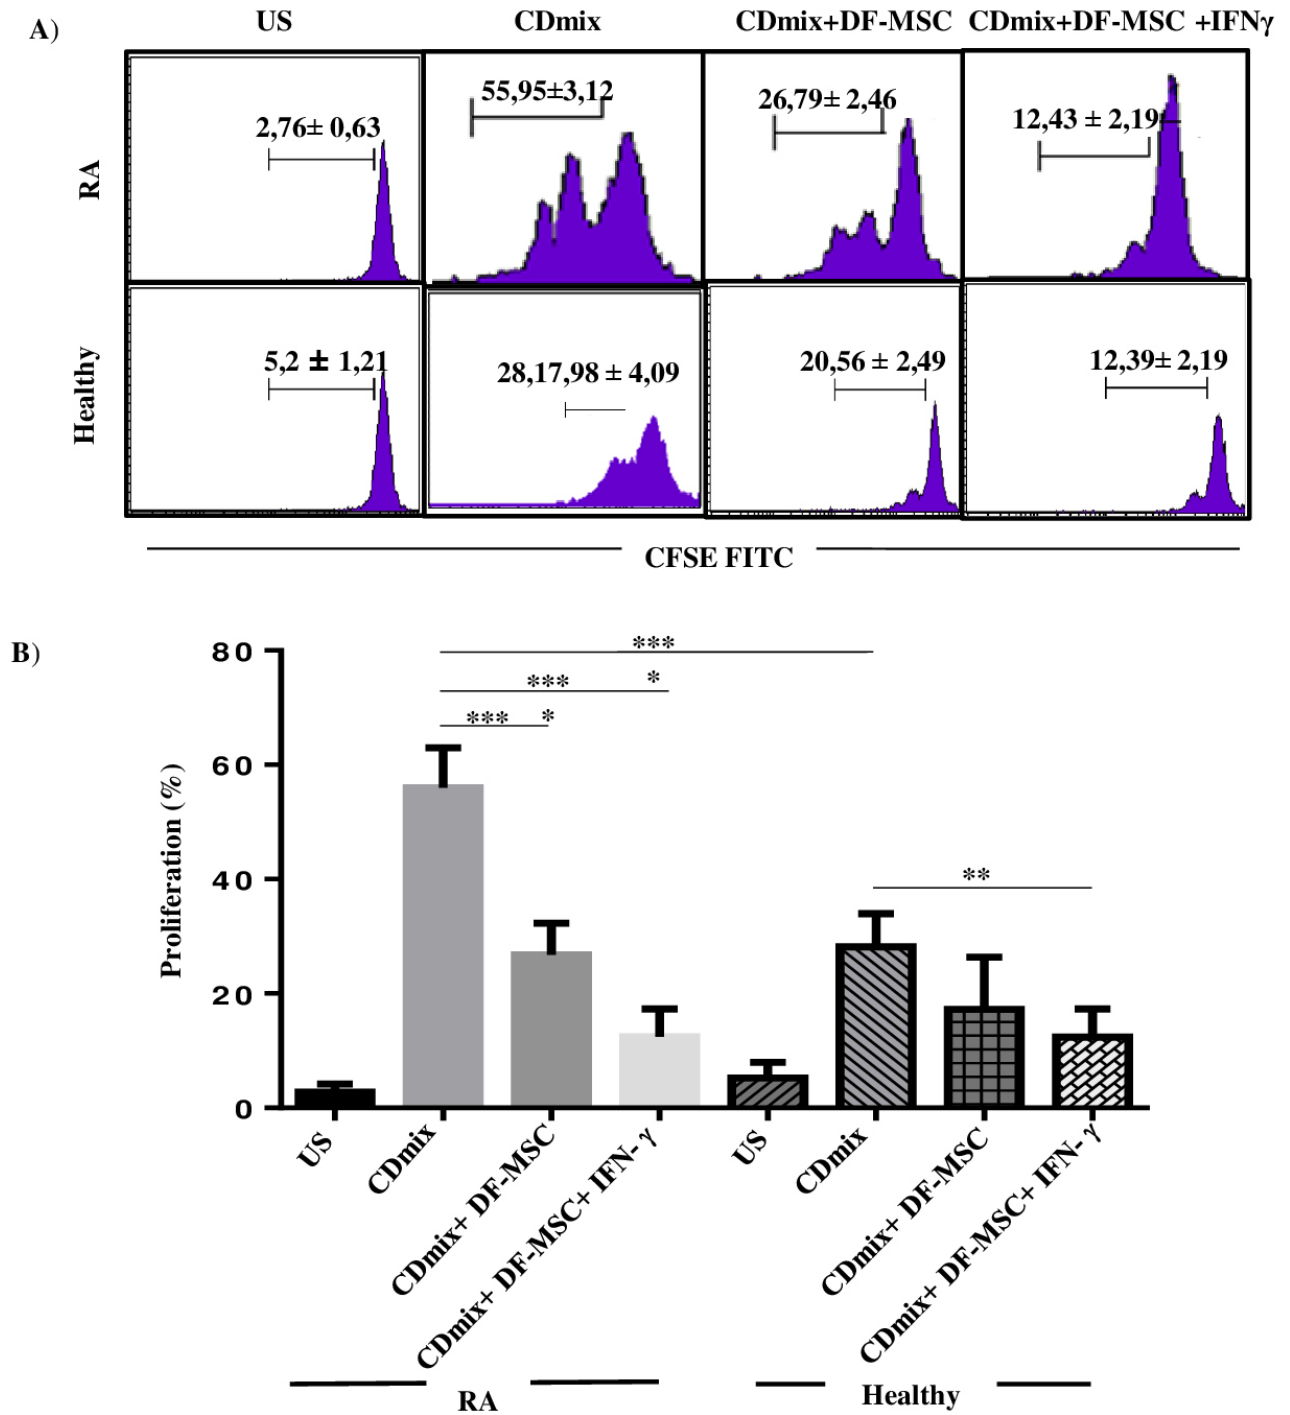 A)
US CDmix CDmix+DF-MSC CDmix+DF-MSC +IFNγ
RA
2,76± 0,63 55,95±3,12 26,79± 2,46 12,43 ± 2,19
Healthy
5,2 ± 1,21 28,17,98 ± 4,09 20,56 ± 2,49 12,39± 2,19
CFSE FITC
B)
Proliferation (%)
80
60
40
20
0
***
*** *
*** *
**
US CDmix CDmix+ DF-MSC CDmix+ DF-MSC+ IFN- γ US CDmix CDmix+ DF-MSC CDmix+ DF-MSC+ IFN- γ
RA Healthy